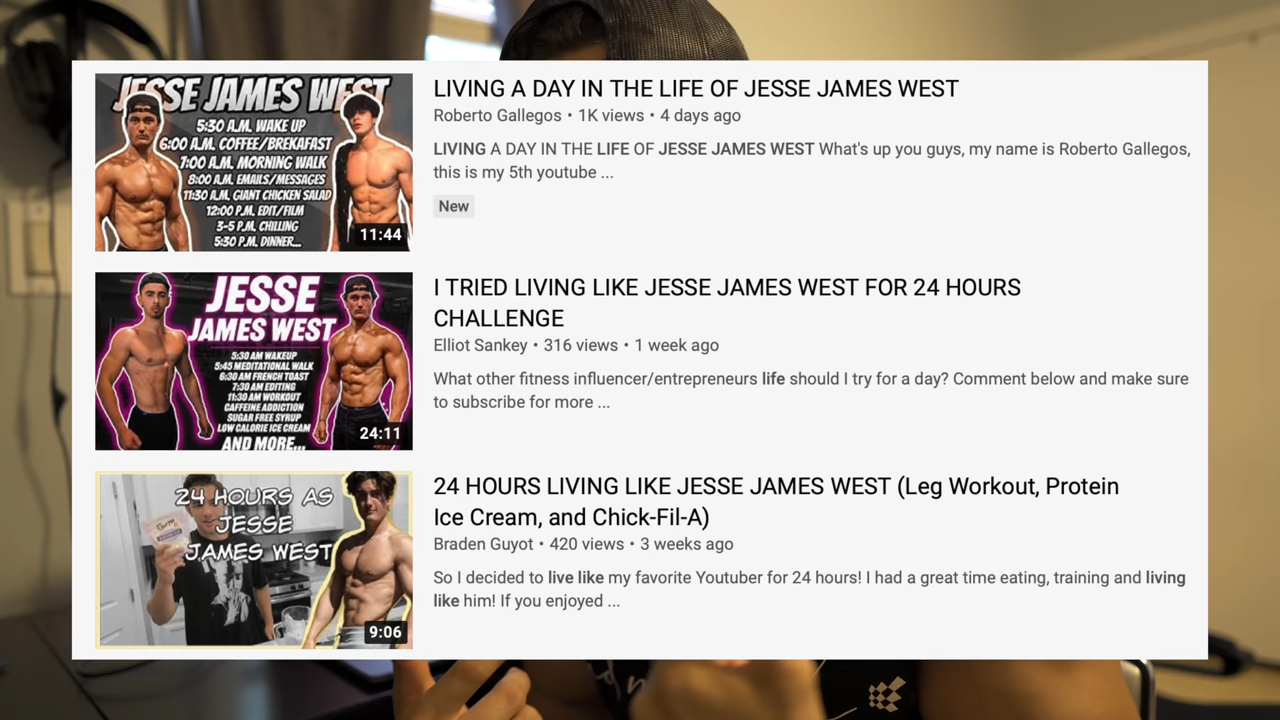 JESSE JAMES WEST
5:30 A.M. WAKE UP
6:00 A.M. COFFEE/BREKAFAST
7:00 A.M. MORNING WALK
8:00 A.M. EMAILS/MESSAGES
11:30 A.M. GIANT CHICKEN SALAD
12:00 P.M. EDIT/FILM
3-5 P.M. CHILLING
5:30 P.M. DINNER...
11:44
LIVING A DAY IN THE LIFE OF JESSE JAMES WEST
Roberto Gallegos • 1K views • 4 days ago
LIVING A DAY IN THE LIFE OF JESSE JAMES WEST What's up you guys, my name is Roberto Gallegos,
this is my 5th youtube ...
New
JESSE
JAMES WEST
5:30 AM WAKEUP
5:45 MEDITATIONAL WALK
6:30 AM FRENCH TOAST
7:30 AM EDITING
11:30 AM WORKOUT
CAFFEINE ADDICTION
SUGAR FREE SYRUP
LOW CALORIE ICE CREAM
AND MORE...
24:11
I TRIED LIVING LIKE JESSE JAMES WEST FOR 24 HOURS
CHALLENGE
Elliot Sankey • 316 views • 1 week ago
What other fitness influencer/entrepreneurs life should I try for a day? Comment below and make sure
to subscribe for more ...
24 HOURS AS
JESSE
JAMES WEST
9:06
24 HOURS LIVING LIKE JESSE JAMES WEST (Leg Workout, Protein
Ice Cream, and Chick-Fil-A)
Braden Guyot • 420 views • 3 weeks ago
So I decided to live like my favorite Youtuber for 24 hours! I had a great time eating, training and living
like him! If you enjoyed ...